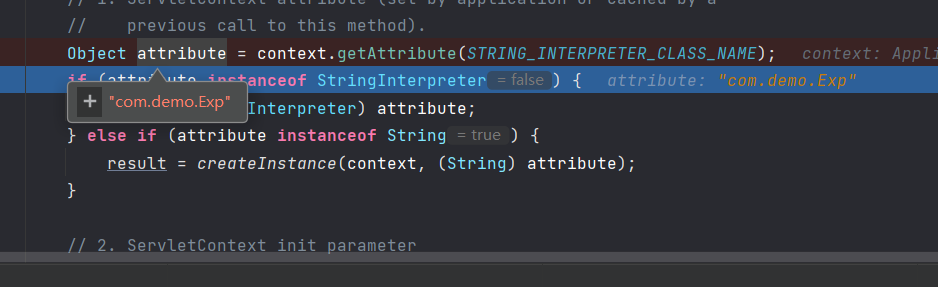 // 1. ServletContext attribute (set by application or cached by a
//     previous call to this method).
Object attribute = context.getAttribute(STRING_INTERPRETER_CLASS_NAME);   context: Appli
if (attribute instanceof StringInterpreter = false ) {   attribute: "com.demo.Exp"
+ "com.demo.Exp" Interpreter) attribute;
} else if (attribute instanceof String = true ) {
result = createInstance(context, (String) attribute);
}
// 2. ServletContext init parameter